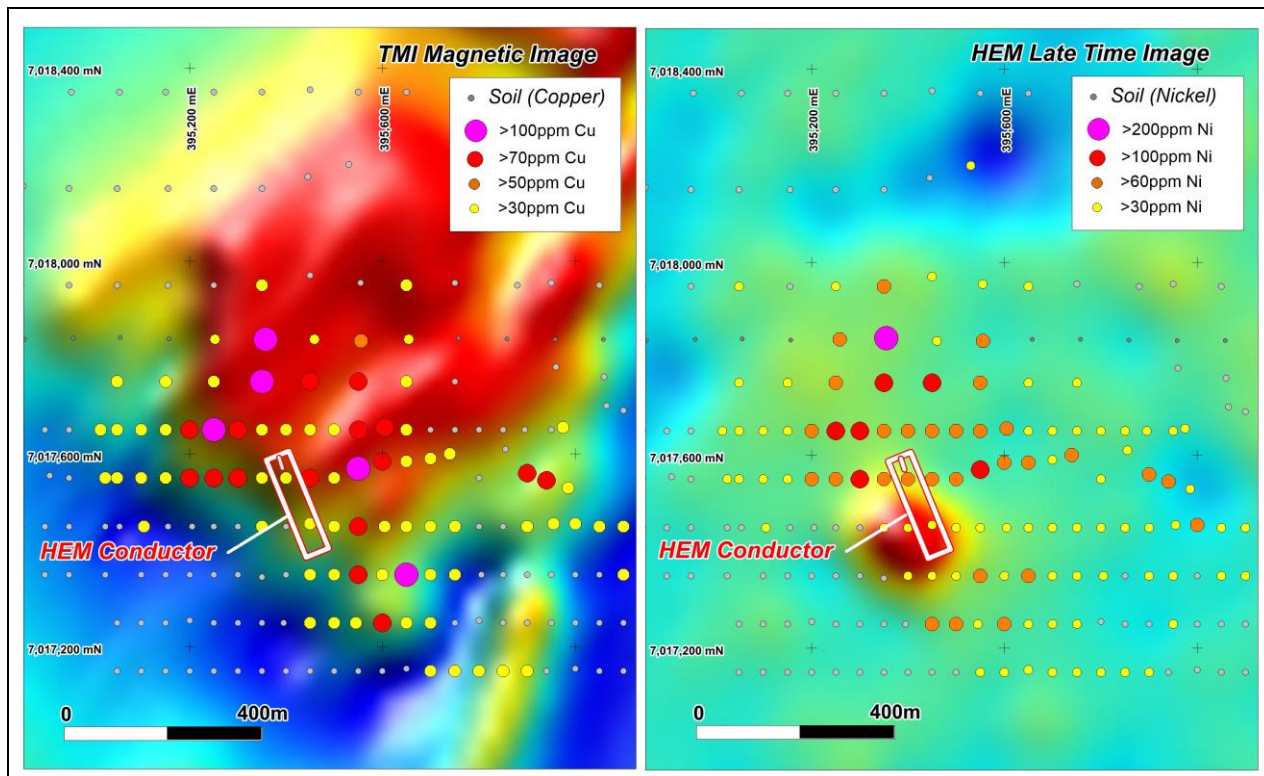 TMI Magnetic Image
7,018,400 mN
395,200 mE
395,600 mE
Soil (Copper)
>100ppm Cu
>70ppm Cu
>50ppm Cu
>30ppm Cu
7,018,000 mN
7,017,600 mN
HEM Conductor
7,017,200 mN
0
400m
HEM Late Time Image
7,018,400 mN
395,200 mE
395,600 mE
Soil (Nickel)
>200ppm Ni
>100ppm Ni
>60ppm Ni
>30ppm Ni
7,018,000 mN
7,017,600 mN
HEM Conductor
7,017,200 mN
0
400m